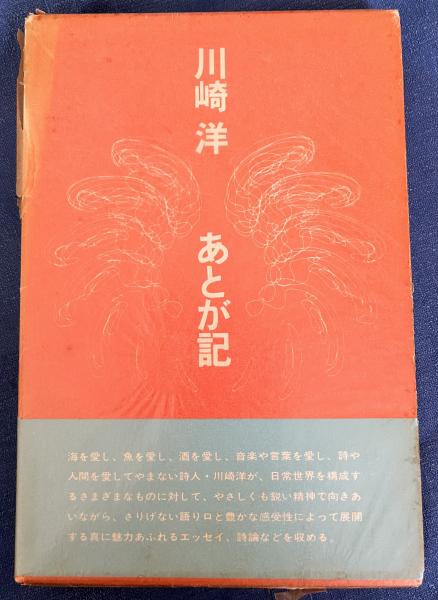 川崎洋
あとが記
海を愛し、魚を愛し、酒を愛し、音楽や言葉を愛し、詩や
人間を愛してやまない詩人・川崎洋が、日常世界を構成す
るさまざまなものに対して、やさしくも鋭い精神で向きあ
いながら、さりげない語り口と豊かな感受性によって展開
する真に魅力あふれるエッセイ、詩論などを収める。